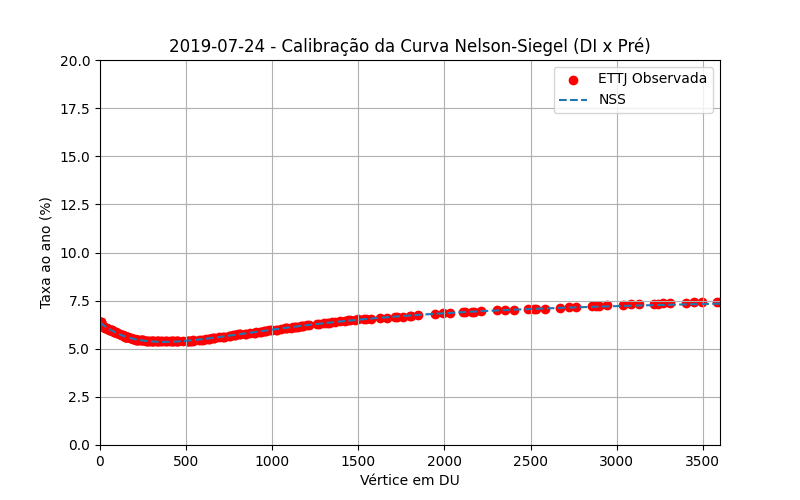 2019-07-24 - Calibração da Curva Nelson-Siegel (DI x Pré)
ETTJ Observada
NSS
Taxa ao ano (%)
20.0
17.5
15.0
12.5
10.0
7.5
5.0
2.5
0.0
0 500 1000 1500 2000 2500 3000 3500
Vértice em DU